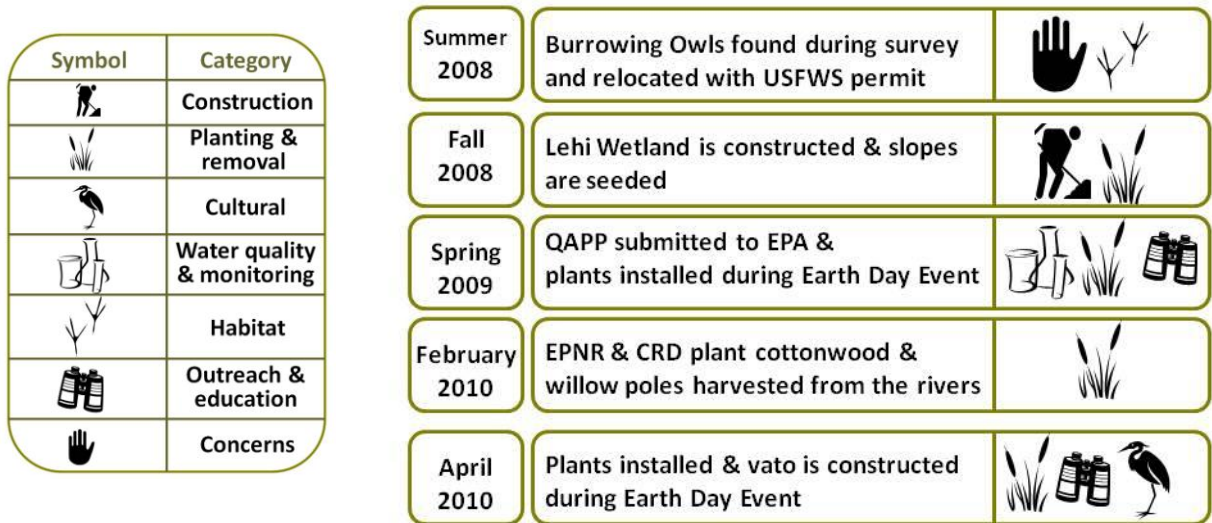 Symbol Category
Construction
Planting &
removal
Cultural
Water quality
& monitoring
Habitat
Outreach &
education
Concerns
Summer
2008
Burrowing Owls found during survey
and relocated with USFWS permit
Fall
2008
Lehi Wetland is constructed & slopes
are seeded
Spring
2009
QAPP submitted to EPA &
plants installed during Earth Day Event
February
2010
EPNR & CRD plant cottonwood &
willow poles harvested from the rivers
April
2010
Plants installed & vato is constructed
during Earth Day Event